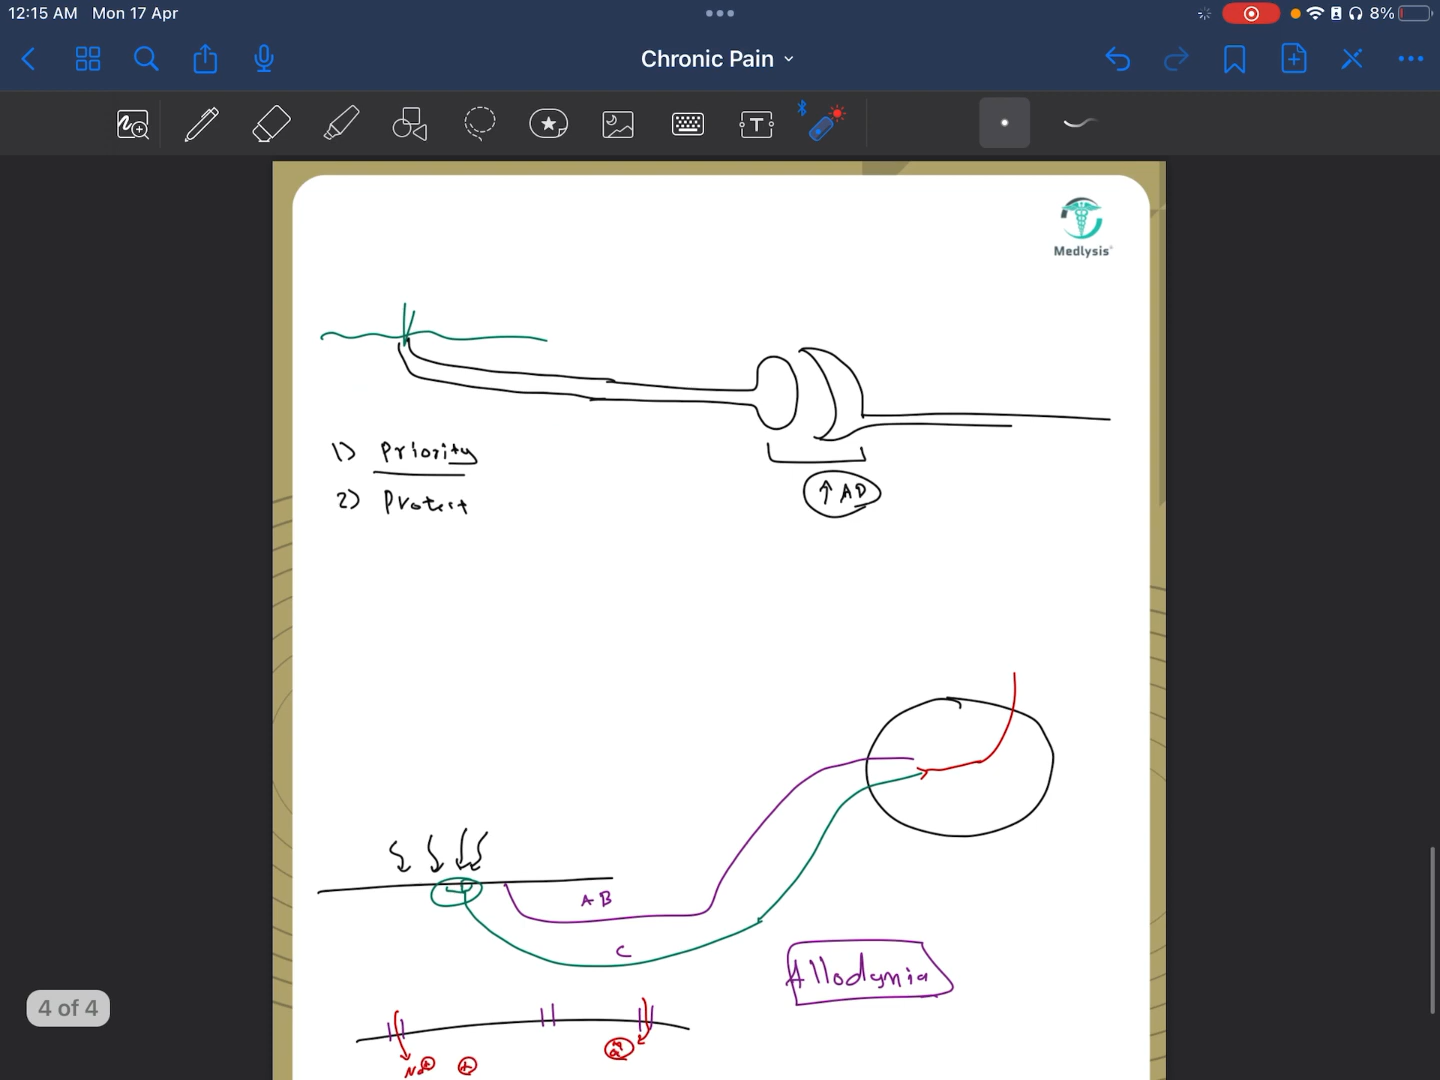 12:15 AM Mon 17 Apr
8%
Chronic Pain
T
Medlysis
1) Priority
2) Protect
↑ AD
A B
C
Allodynia
4 of 4
Na+ +